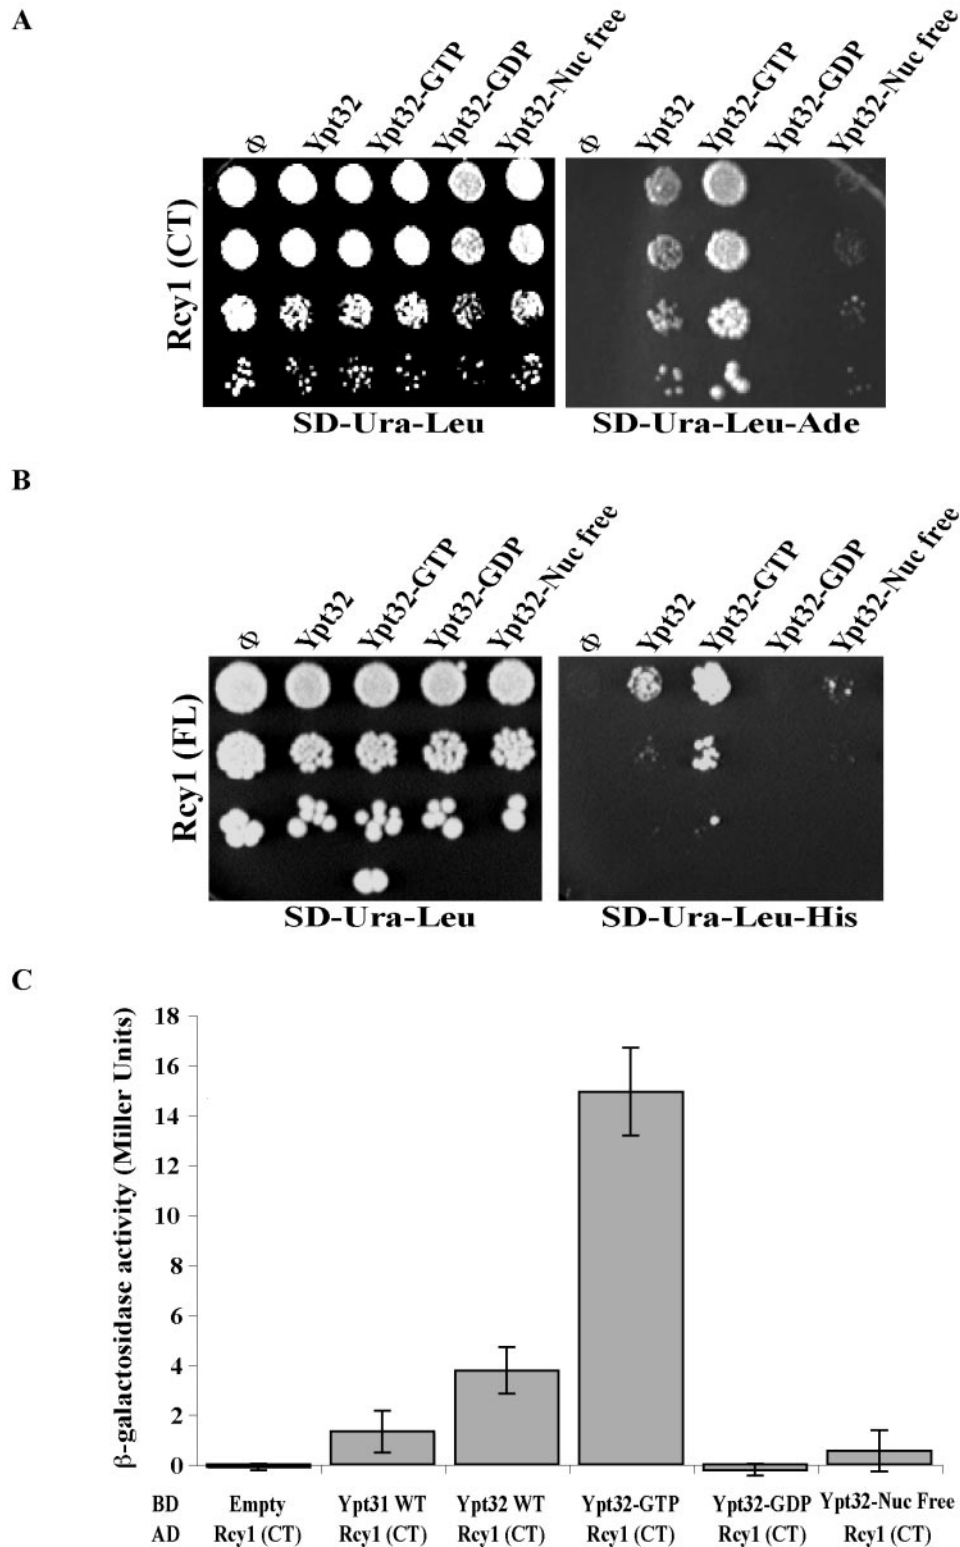 A
Φ Ypt32 Ypt32-GTP Ypt32-GDP Ypt32-Nuc free
Φ Ypt32 Ypt32-GTP Ypt32-GDP Ypt32-Nuc free
Rcy1 (CT)
SD-Ura-Leu
SD-Ura-Leu-Ade
B
Φ Ypt32 Ypt32-GTP Ypt32-GDP Ypt32-Nuc free
Φ Ypt32 Ypt32-GTP Ypt32-GDP Ypt32-Nuc free
Rcy1 (FL)
SD-Ura-Leu
SD-Ura-Leu-His
C
β-galactosidase activity (Miller Units)
18
16
14
12
10
8
6
4
2
0
BD Empty Ypt31 WT Ypt32 WT Ypt32-GTP Ypt32-GDP Ypt32-Nuc Free
AD Rcy1 (CT) Rcy1 (CT) Rcy1 (CT) Rcy1 (CT) Rcy1 (CT) Rcy1 (CT)